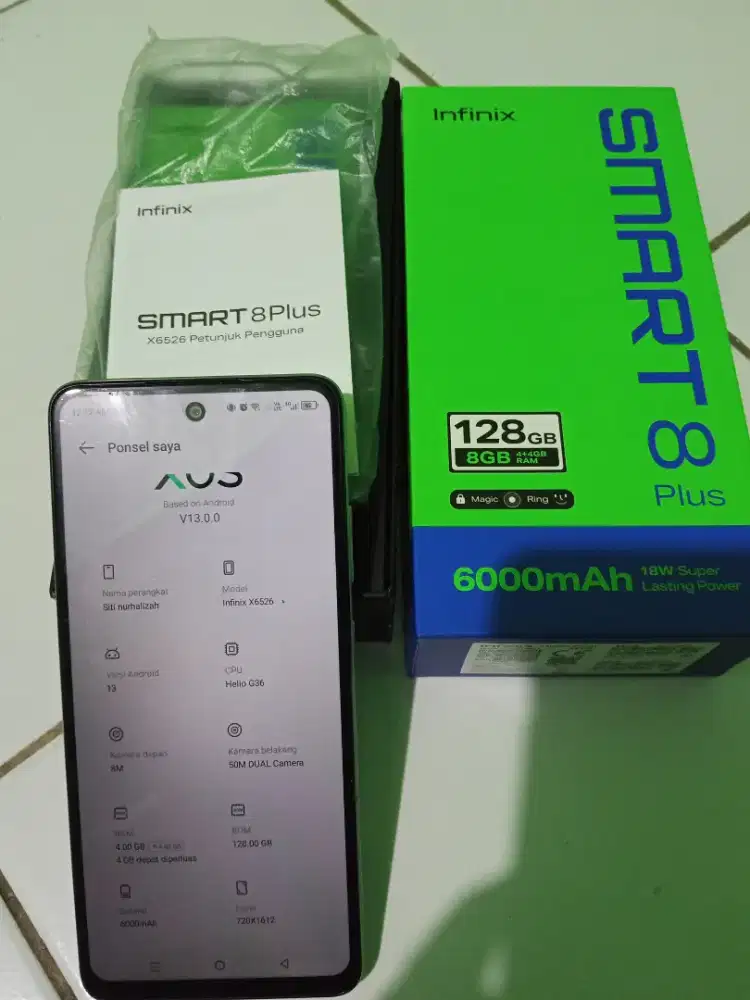 Infinix
SMART 8 Plus
X6526 Petunjuk Pengguna
Infinix
SMART 8
Plus
128GB
8GB 4+4GB RAM
Magic Ring
6000mAh 18W Super
Lasting Power
Ponsel saya
XOS
Based on Android
V13.0.0
Nama perangkat
Siti nurnalizah
Model
Infinix X6526
Versi Android
13
CPU
Helio G36
Kamera depan
8M
Kamera belakang
50M DUAL Camera
4.00 GB
4 GB dapat diperluas
ROM
128.00 GB
6000mAh
720X1612